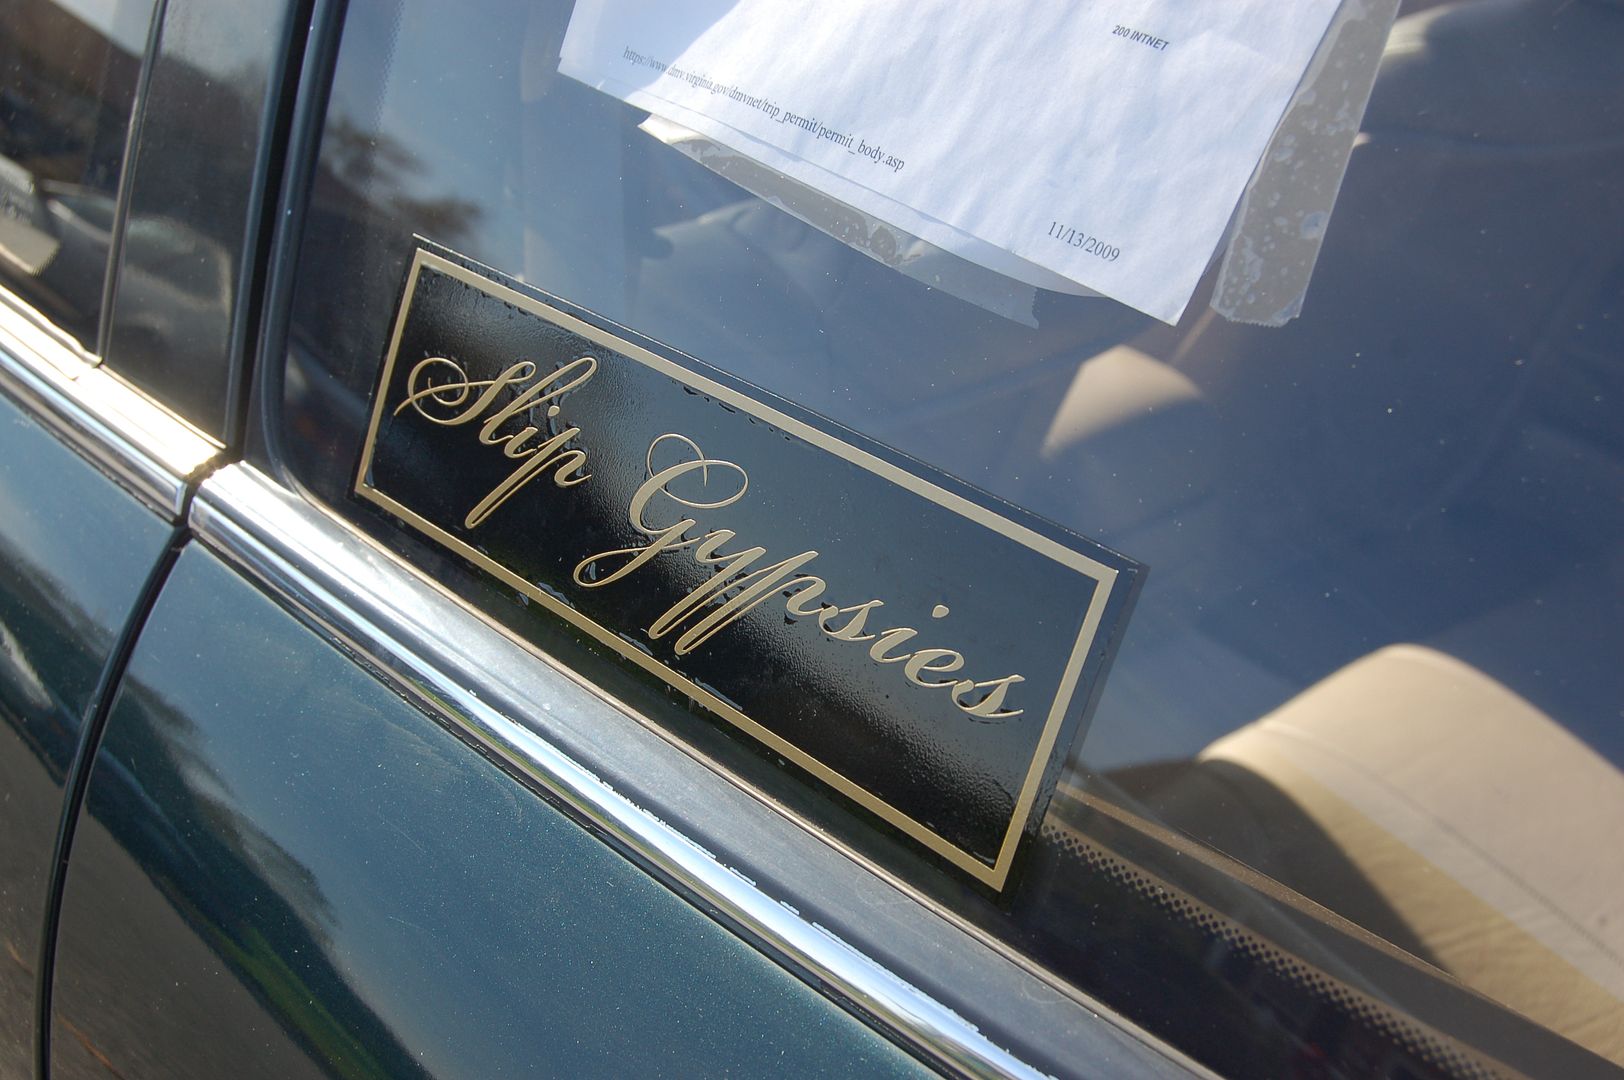 200 INTNET
https://www.dmv.virginia.gov/dmvnet/trip_permit/permit_body.asp
11/13/2009
Slip Gypsies